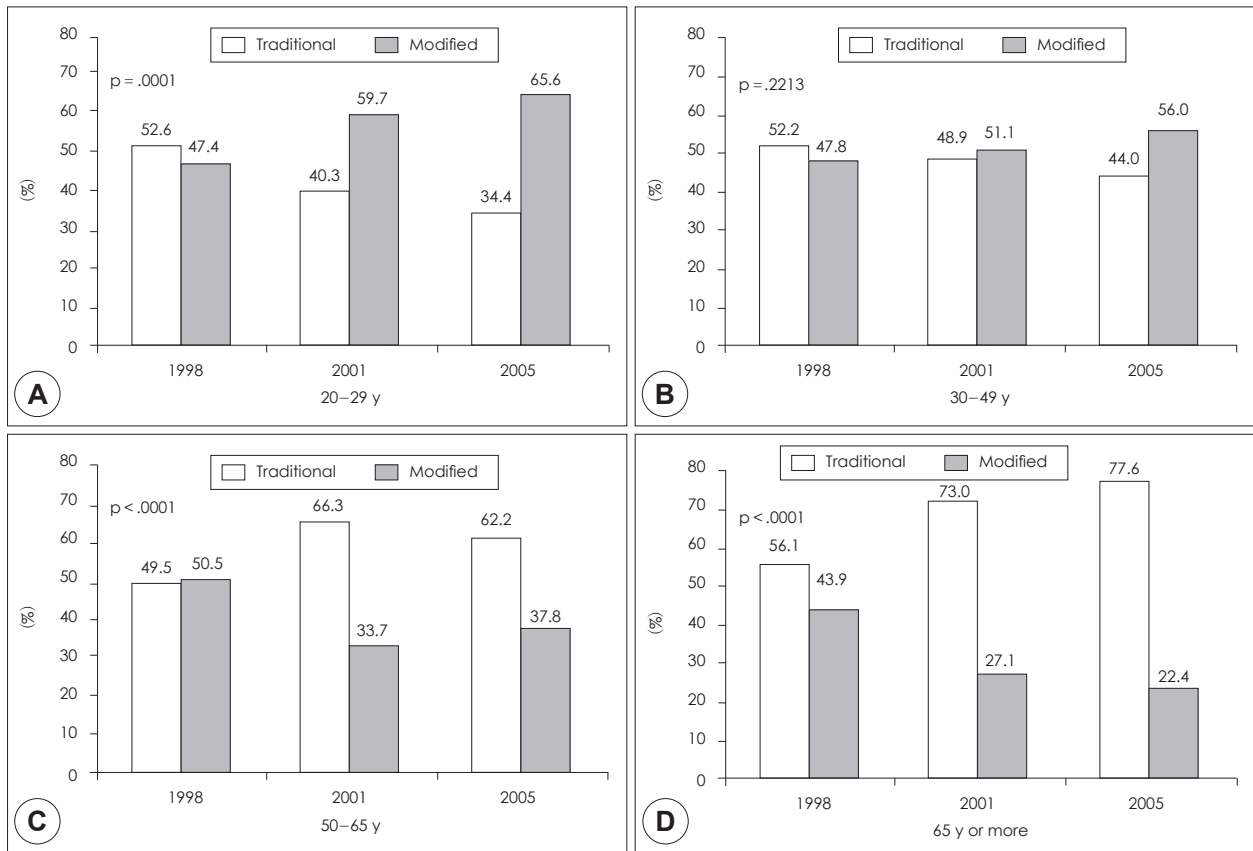 Traditional Modified
p = .0001
80
70
60
50
40
30
20
10
0
(%)
52.6 47.4
40.3 59.7
34.4 65.6
1998 2001 2005
20–29 y
A
Traditional Modified
p = .2213
80
70
60
50
40
30
20
10
0
(%)
52.2 47.8
48.9 51.1
44.0 56.0
1998 2001 2005
30–49 y
B
Traditional Modified
p < .0001
80
70
60
50
40
30
20
10
0
(%)
49.5 50.5
66.3 33.7
62.2 37.8
1998 2001 2005
50–65 y
C
Traditional Modified
p < .0001
80
70
60
50
40
30
20
10
0
(%)
56.1 43.9
73.0 27.1
77.6 22.4
1998 2001 2005
65 y or more
D